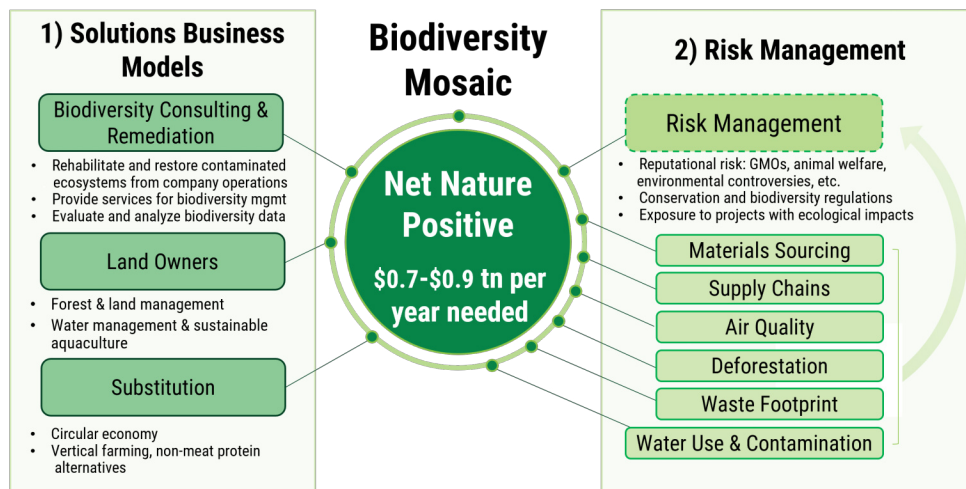 1) Solutions Business
Models
Biodiversity Consulting &
Remediation
• Rehabilitate and restore contaminated
ecosystems from company operations
• Provide services for biodiversity mgmt
• Evaluate and analyze biodiversity data
Land Owners
• Forest & land management
• Water management & sustainable
aquaculture
Substitution
• Circular economy
• Vertical farming, non-meat protein
alternatives
Biodiversity
Mosaic
Net Nature
Positive
$0.7-$0.9 tn per
year needed
2) Risk Management
Risk Management
• Reputational risk: GMOs, animal welfare,
environmental controversies, etc.
• Conservation and biodiversity regulations
• Exposure to projects with ecological impacts
Materials Sourcing
Supply Chains
Air Quality
Deforestation
Waste Footprint
Water Use & Contamination